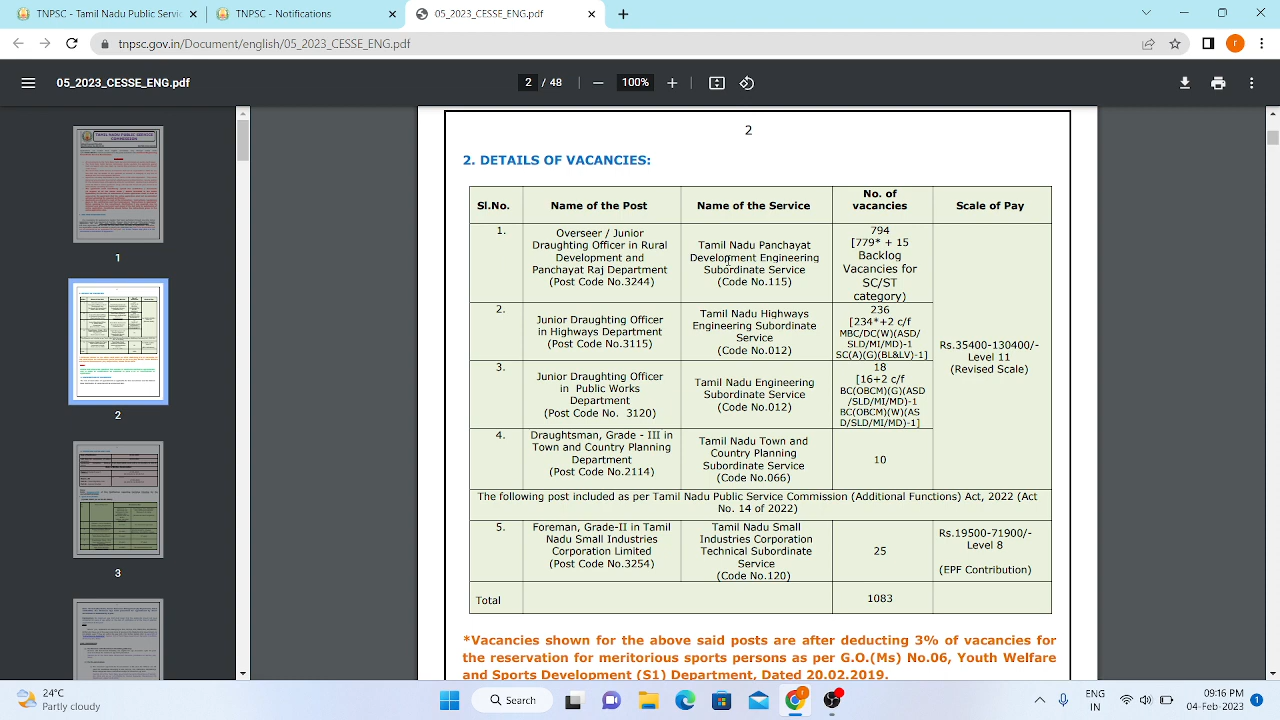 TNPSC - TamilNadu Public Servic
TNPSC - Notifications
05_2023_CESSE_ENG.pdf
tnpsc.gov.in/Document/english/05_2023_CESSE_ENG.pdf
r
05_2023_CESSE_ENG.pdf
2 / 48
100%
1
2
3
2
2. DETAILS OF VACANCIES:
Sl.No.
Name of the Post
Name of the Service
No. of
vacancies
Scale of Pay
1.
Overseer / Junior
Draughting Officer in Rural
Development and
Panchayat Raj Department
(Post Code No.3244)
Tamil Nadu Panchayat
Development Engineering
Subordinate Service
(Code No.115)
794
[779* + 15
Backlog
Vacancies for
SC/ST
category)
2.
Junior Draughting Officer
in Highways Department
(Post Code No.3115)
Tamil Nadu Highways
Engineering Subordinate
Service
(Code No.012)
236
[234*+2 c/f
MBC/DC(W)(ASD/
SLD/MI/MD)-1
SC(A)(G)(BL&LV)-1]
Rs.35400-130400/-
Level 11
(Revised Scale)
3.
Junior Draughting Officer
in Public Works
Department
(Post Code No. 3120)
Tamil Nadu Engineering
Subordinate Service
(Code No.012)
18
[16+2 c/f
BC(OBCM)(G)(ASD
/SLD/MI/MD)-1
BC(OBCM)(W)(AS
D/SLD/MI/MD)-1]
4.
Draughtsman, Grade - III in
Town and Country Planning
Department
(Post Code No.2114)
Tamil Nadu Town and
Country Planning
Subordinate Service
(Code No.066)
10
The following post included as per Tamil Nadu Public Service Commission (Additional Functions) Act, 2022 (Act
No. 14 of 2022)
5.
Foreman, Grade-II in Tamil
Nadu Small Industries
Corporation Limited
(Post Code No.3254)
Tamil Nadu Small
Industries Corporation
Technical Subordinate
Service
(Code No.120)
25
Rs.19500-71900/-
Level 8
(EPF Contribution)
Total
1083
*Vacancies shown for the above said posts are after deducting 3% of vacancies for
the reservation for meritorious sports persons as per G.O.(Ms) No.06, Youth Welfare
and Sports Development (S1) Department, Dated 20.02.2019.
24°C
Partly cloudy
Search
ENG
IN
09:16 PM
04-Feb-2023
1